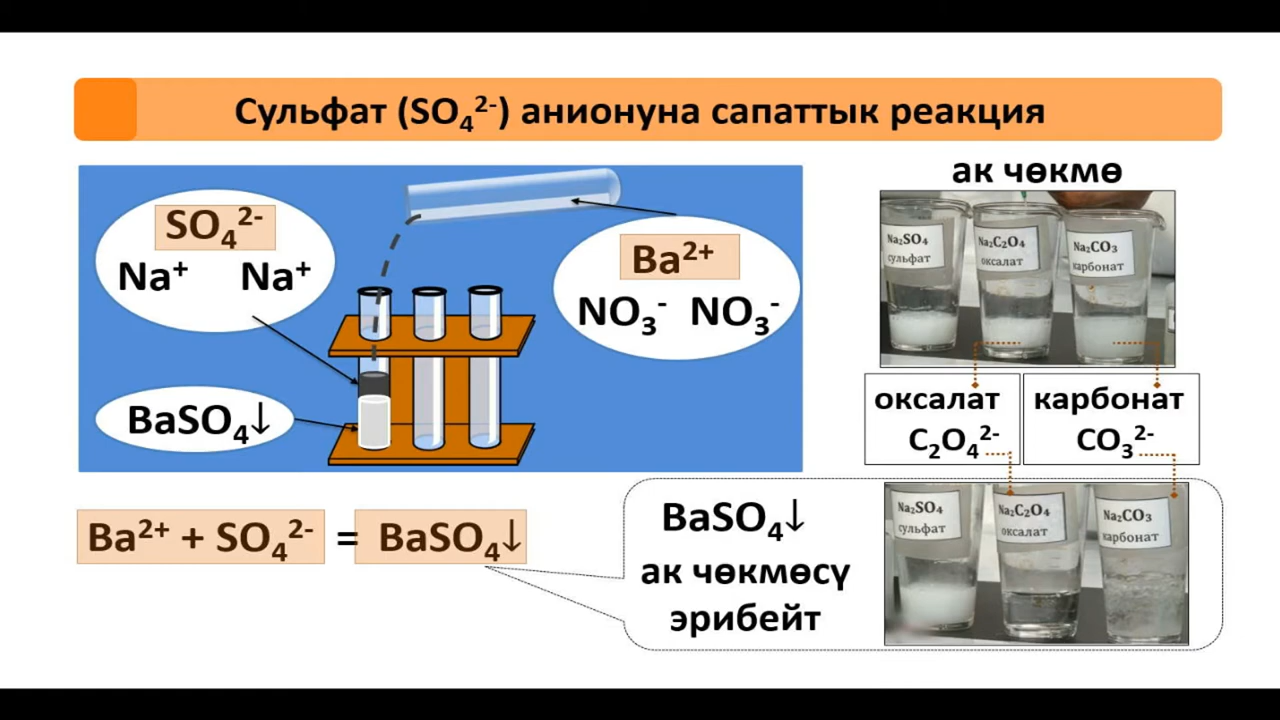 Сульфат (SO₄²⁻) анионуна сапаттык реакция
SO₄²⁻
Na⁺ Na⁺
Ba²⁺
NO₃⁻ NO₃⁻
BaSO₄↓
Ba²⁺ + SO₄²⁻ = BaSO₄↓
ак чөкмө
Na₂SO₄
сульфат
Na₂C₂O₄
оксалат
Na₂CO₃
карбонат
оксалат
C₂O₄²⁻
карбонат
CO₃²⁻
BaSO₄↓
ак чөкмөсү
эрибейт
Na₂SO₄
сульфат
Na₂C₂O₄
оксалат
Na₂CO₃
карбонат